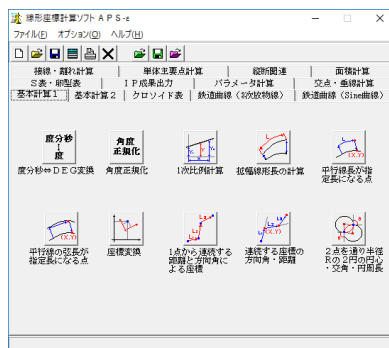 線形座標計算ソフト A P S -ε
ファイル(F) オプション(O) ヘルプ(H)
接線・離れ計算 単体主要点計算 縦断関連 面積計算
S表・卵型表 I P成果出力 パラメータ計算 交点・垂線計算
基本計算1 基本計算2 クロソイド表 鉄道曲線(3次放物線) 鉄道曲線(Sine曲線)
度分秒
度
度分秒⇔DEG変換
角度
正規化
角度正規化
1次比例計算
拡幅線形長の計算
平行線長が指
定長になる点
平行線の弦長が
指定長になる点
座標変換
1点から連続する
距離と方向角に
よる座標
連続する座標の
方向角・距離
2点を通り半径
Rの2円の円心
・交角・円周長